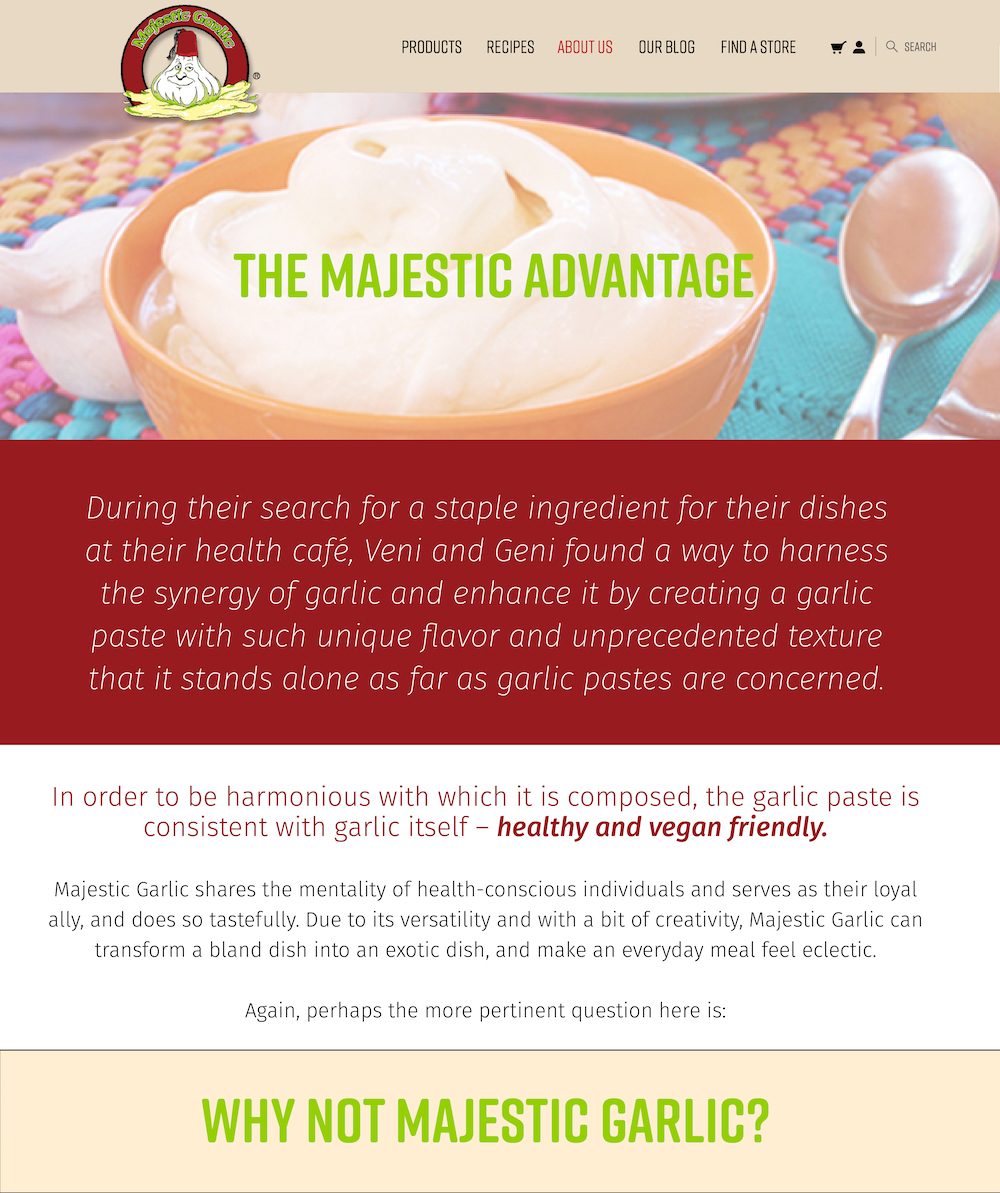 Majestic Garlic
®
PRODUCTS RECIPES ABOUT US OUR BLOG FIND A STORE SEARCH
THE MAJESTIC ADVANTAGE
During their search for a staple ingredient for their dishes
at their health café, Veni and Geni found a way to harness
the synergy of garlic and enhance it by creating a garlic
paste with such unique flavor and unprecedented texture
that it stands alone as far as garlic pastes are concerned.
In order to be harmonious with which it is composed, the garlic paste is
consistent with garlic itself – healthy and vegan friendly.
Majestic Garlic shares the mentality of health-conscious individuals and serves as their loyal
ally, and does so tastefully. Due to its versatility and with a bit of creativity, Majestic Garlic can
transform a bland dish into an exotic dish, and make an everyday meal feel eclectic.
Again, perhaps the more pertinent question here is:
WHY NOT MAJESTIC GARLIC?